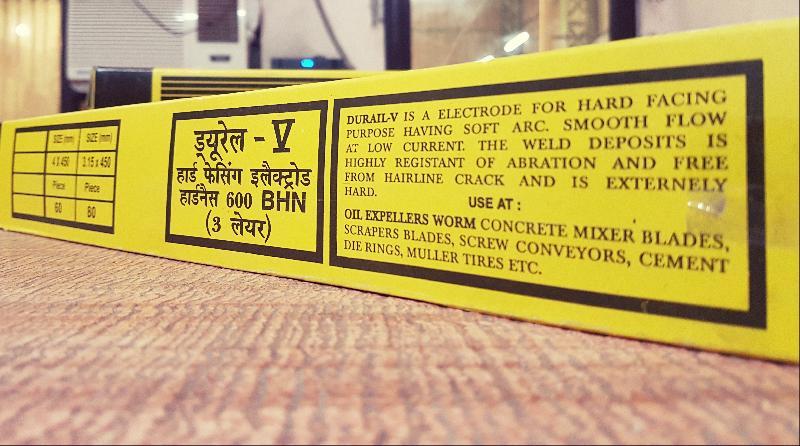 SIZE (mm) SIZE (mm)
4 X 450 3.15 x 450
Piece Piece
60 80
ड्यूरेल - V
हार्ड फेसिंग इलैक्ट्रोड
हार्डनैस 600 BHN
(3 लेयर)
DURAIL-V IS A ELECTRODE FOR HARD FACING
PURPOSE HAVING SOFT ARC. SMOOTH FLOW
AT LOW CURRENT. THE WELD DEPOSITS IS
HIGHLY REGISTANT OF ABRATION AND FREE
FROM HAIRLINE CRACK AND IS EXTERNELY
HARD.
USE AT :
OIL EXPELLERS WORM CONCRETE MIXER BLADES,
SCRAPERS BLADES, SCREW CONVEYORS, CEMENT
DIE RINGS, MULLER TIRES ETC.